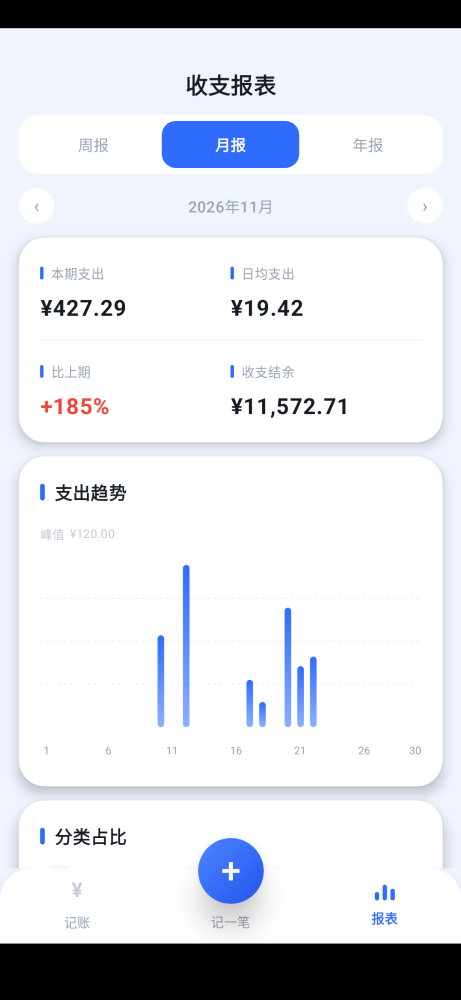 收支报表
周报 月报 年报
‹ 2026年11月 ›
本期支出 日均支出
¥427.29 ¥19.42
比上期 收支结余
+185% ¥11,572.71
支出趋势
峰值 ¥120.00
1 6 11 16 21 26 30
分类占比
¥ +
记账 记一笔 报表